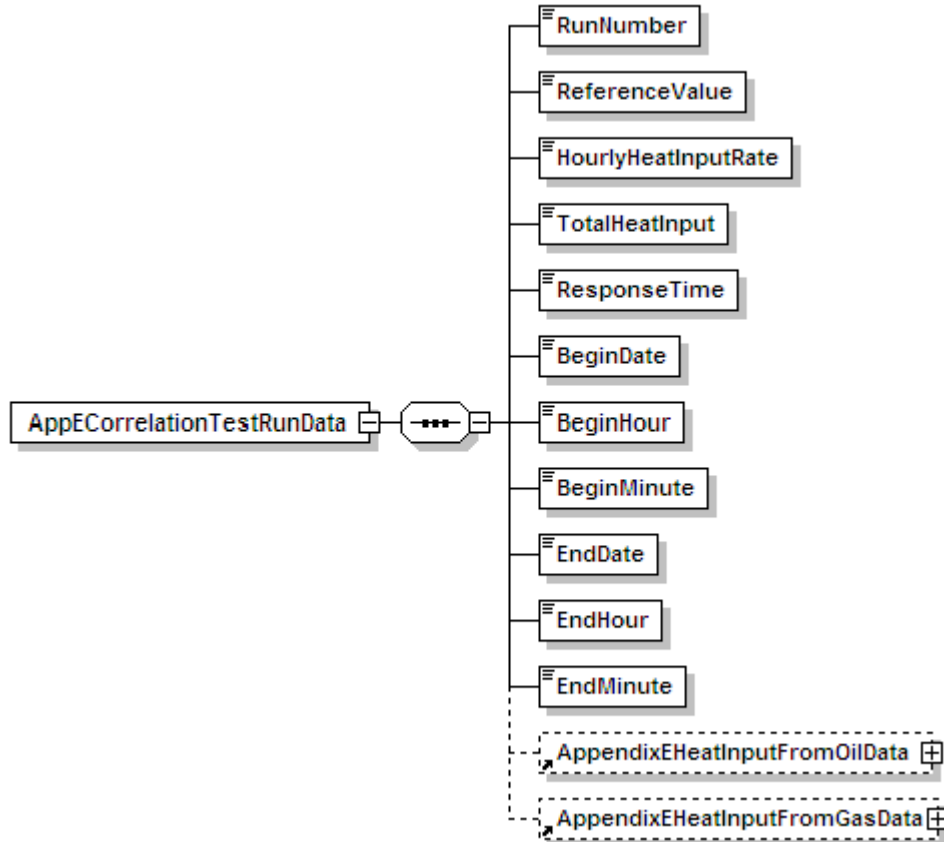 RunNumber
ReferenceValue
HourlyHeatInputRate
TotalHeatInput
ResponseTime
BeginDate
AppECorrelationTestRunData
BeginHour
BeginMinute
EndDate
EndHour
EndMinute
AppendixEHeatInputFromOilData
AppendixEHeatInputFromGasData